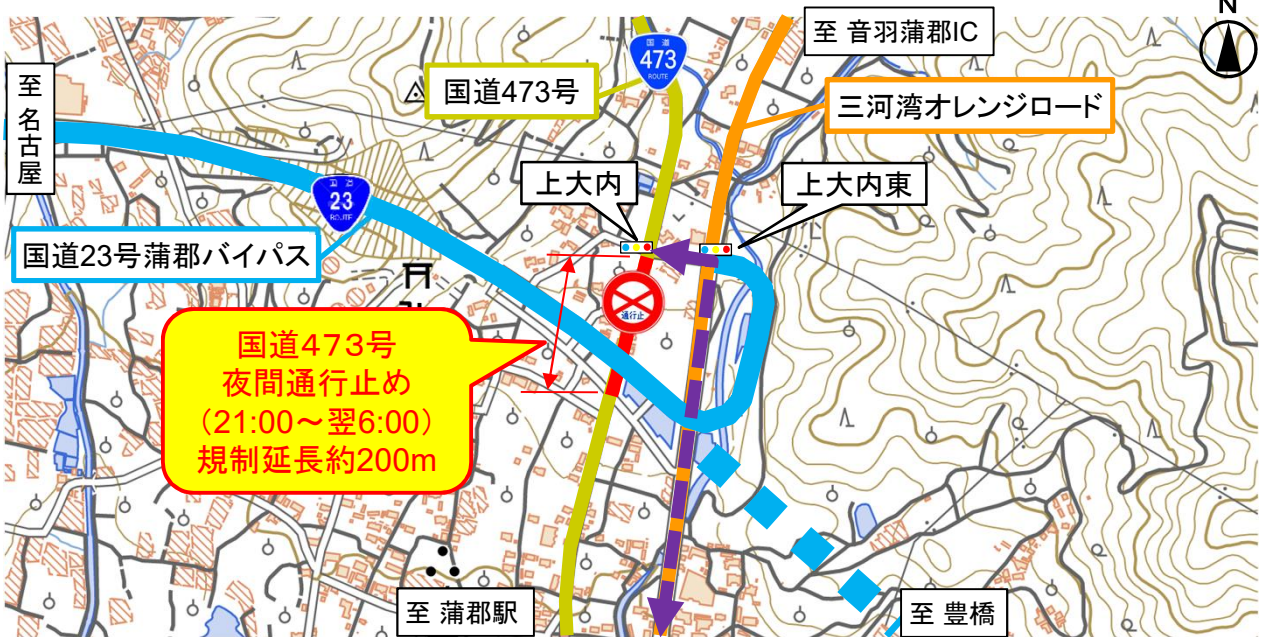 N
至 音羽蒲郡IC
国道
473
ROUTE
国道473号
三河湾オレンジロード
至 名古屋
国道
23
ROUTE
上大内
上大内東
国道23号蒲郡バイパス
通行止
国道473号
夜間通行止め
（21:00～翌6:00）
規制延長約200m
至 蒲郡駅
至 豊橋